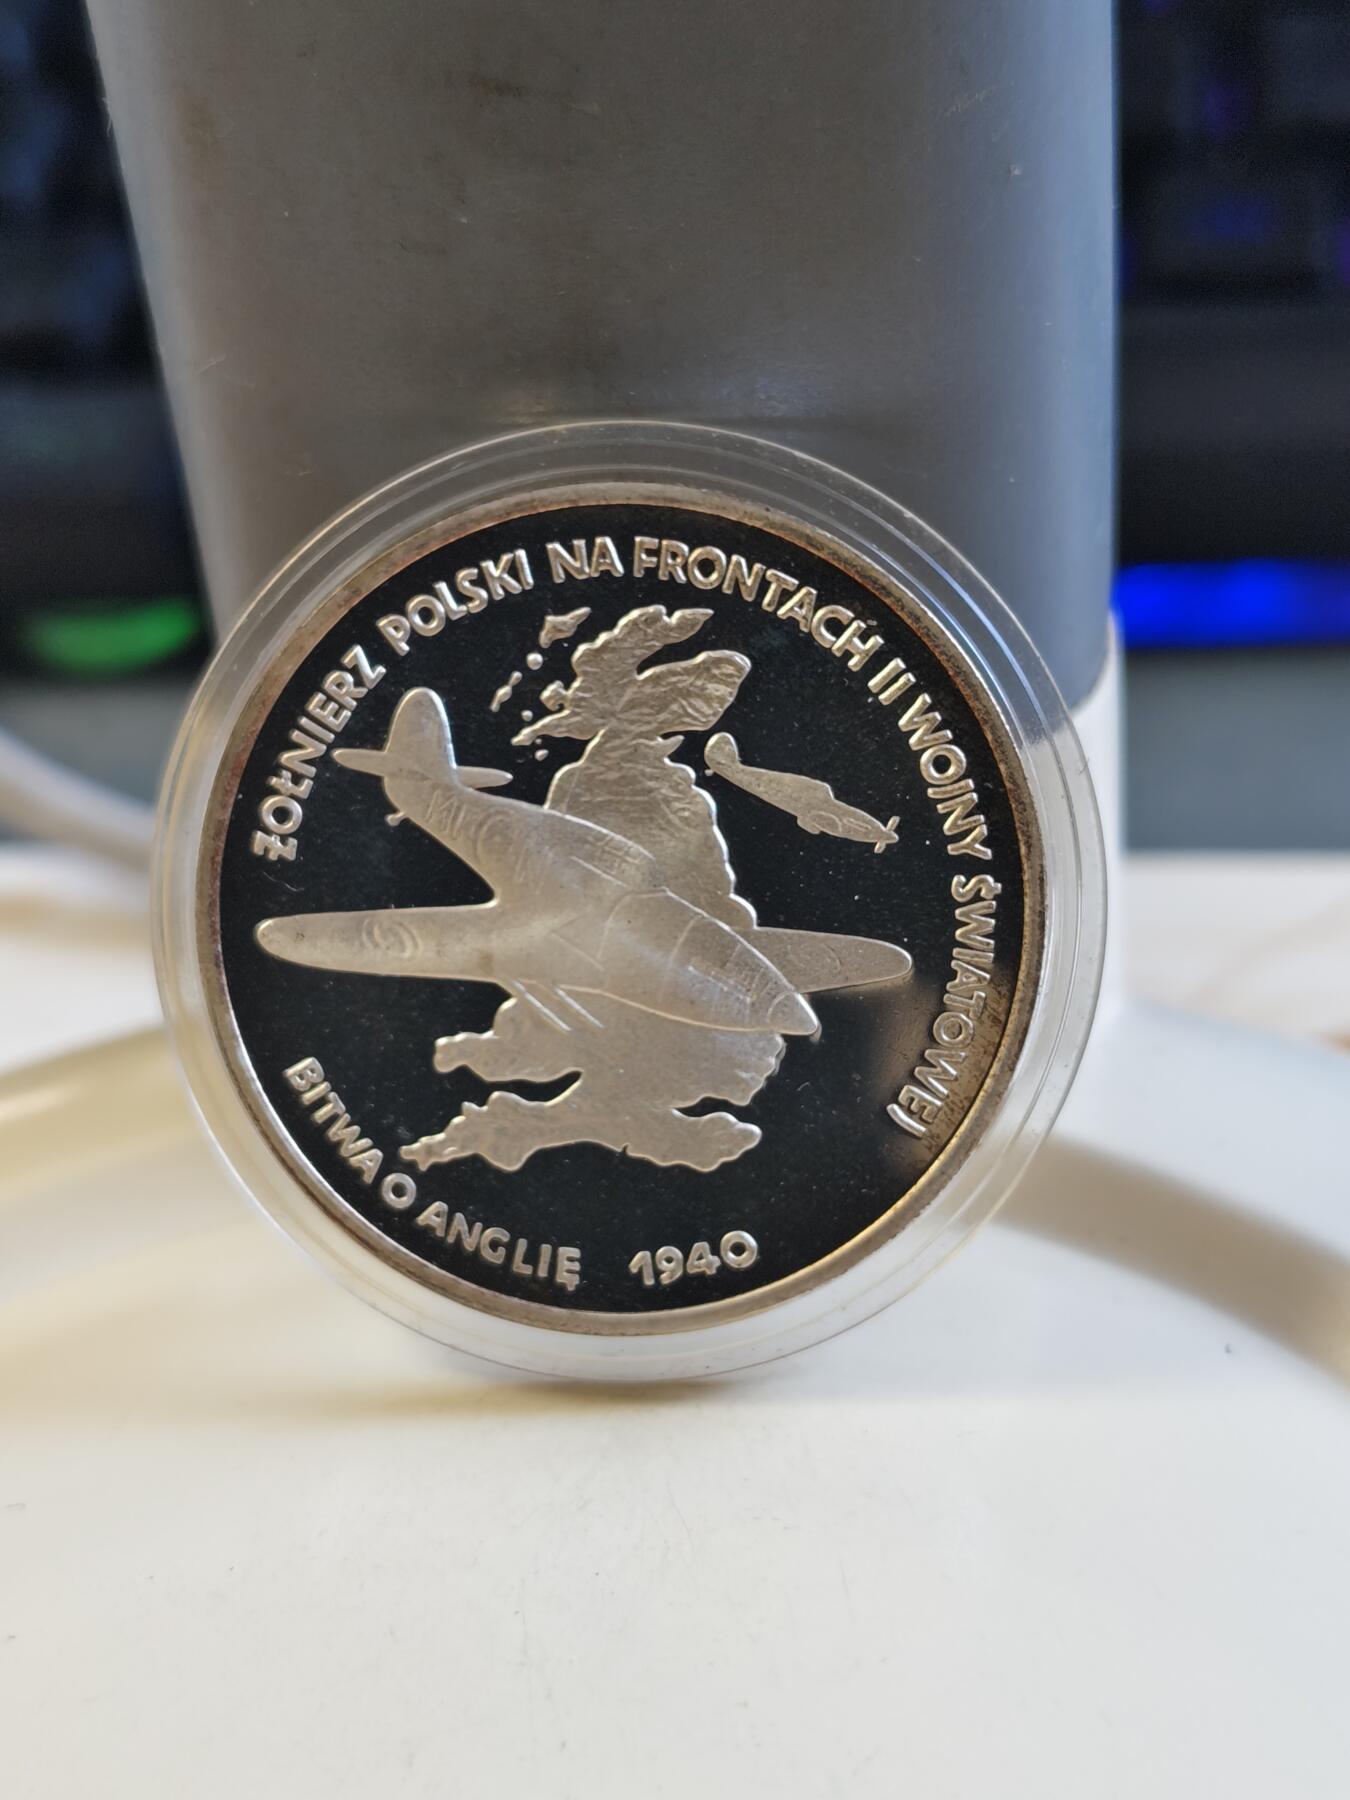 ŻOŁNIERZ POLSKI NA FRONTACH II WOJNY ŚWIATOWEJ
BITWA O ANGLIĘ 1940